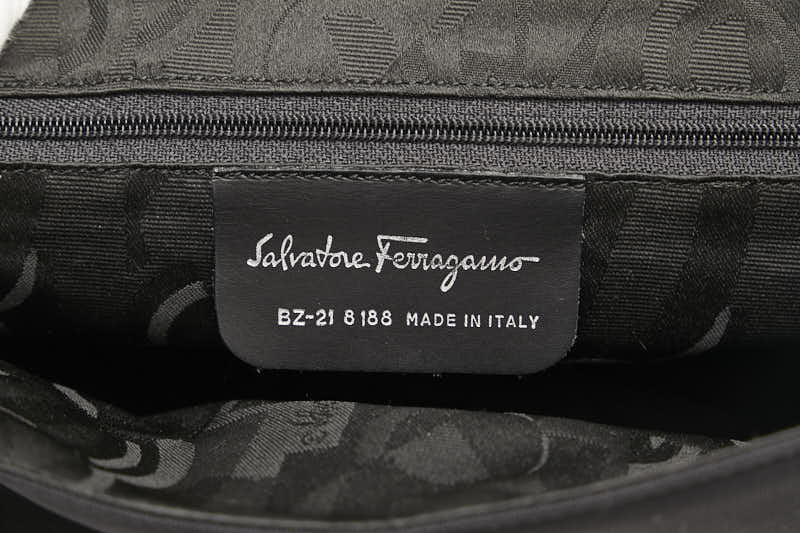 Salvatore Ferragamo
BZ-21 8188 MADE IN ITALY